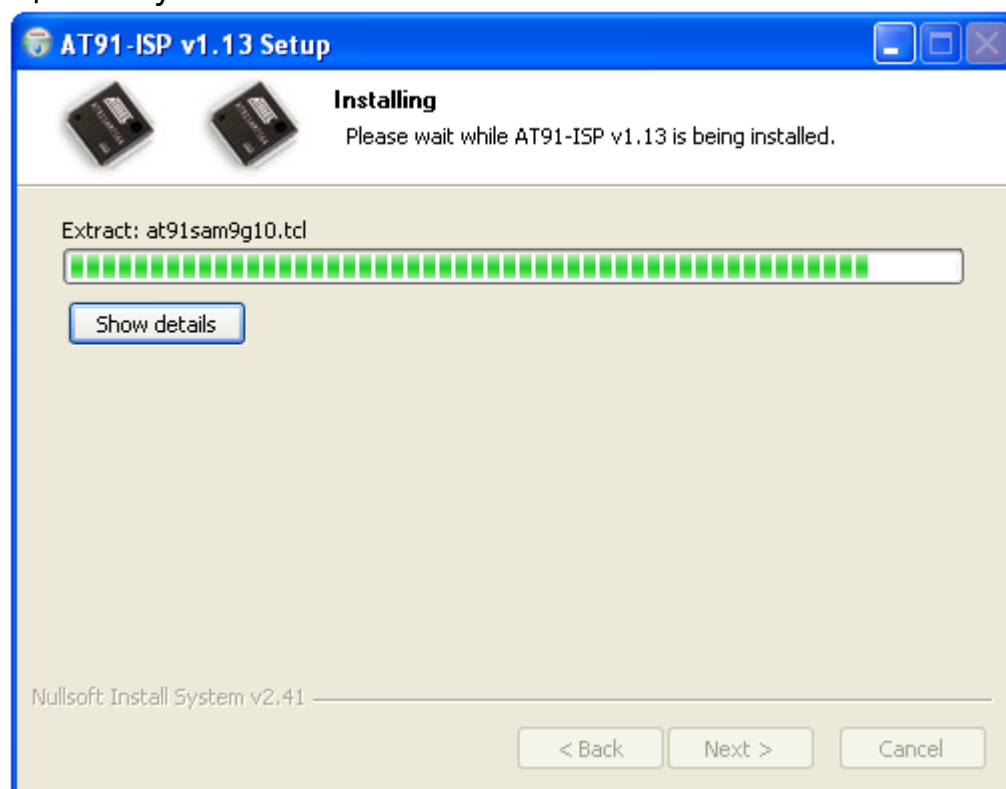 AT91-ISP v1.13 Setup
Installing
Please wait while AT91-ISP v1.13 is being installed.
Extract: at91sam9g10.tcl
Show details
Nullsoft Install System v2.41
< Back
Next >
Cancel